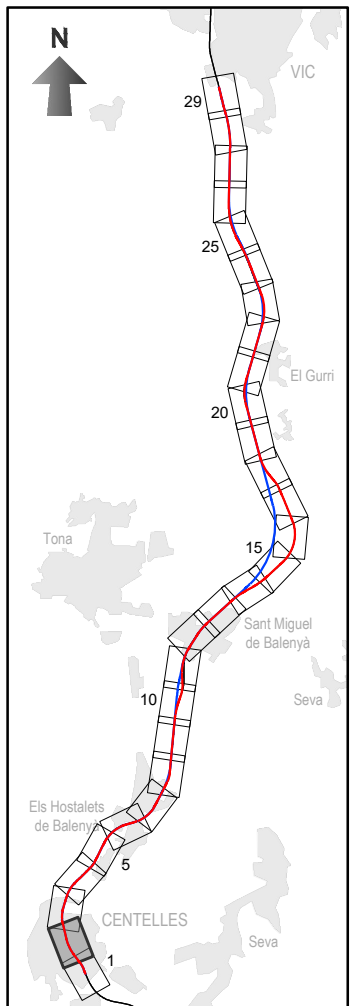 N
VIC
29
25
El Gurri
20
Tona
15
Sant Miguel
de Balenyà
Seva
10
Els Hostalets
de Balenyà
5
CENTELLES
Seva
1